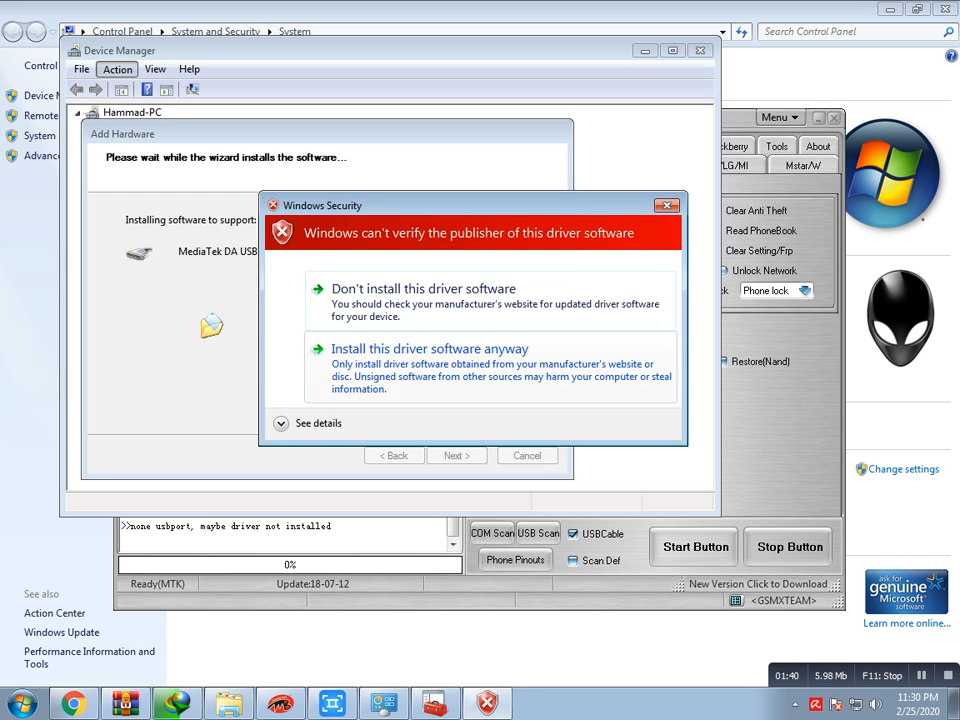 Control Panel
System and Security
System
Search Control Panel
Device Manager
File
Action
View
Help
Control
Device M
Remote
System
Advanc
Hammad-PC
Add Hardware
Please wait while the wizard installs the software...
Installing software to support:
MediaTek DA USB
Windows Security
Windows can't verify the publisher of this driver software
Don't install this driver software
You should check your manufacturer's website for updated driver software
for your device.
Install this driver software anyway
Only install driver software obtained from your manufacturer's website or
disc. Unsigned software from other sources may harm your computer or steal
information.
See details
< Back
Next >
Cancel
Menu
kberry
Tools
About
/LG/MI
Mstar/W
Clear Anti Theft
Read PhoneBook
Clear Setting/Frp
Unlock Network
ck
Phone lock
Restore(Nand)
Change settings
>>none usbport, maybe driver not installed
COM Scan
USB Scan
USBCable
Start Button
Stop Button
Phone Pinouts
Scan Def
0%
Ready(MTK)
Update:18-07-12
New Version Click to Download
<GSMXTEAM>
ask for
genuine
Microsoft
software
Learn more online...
See also
Action Center
Windows Update
Performance Information and
Tools
01:40
5.98 Mb
F11: Stop
11:30 PM
2/25/2020